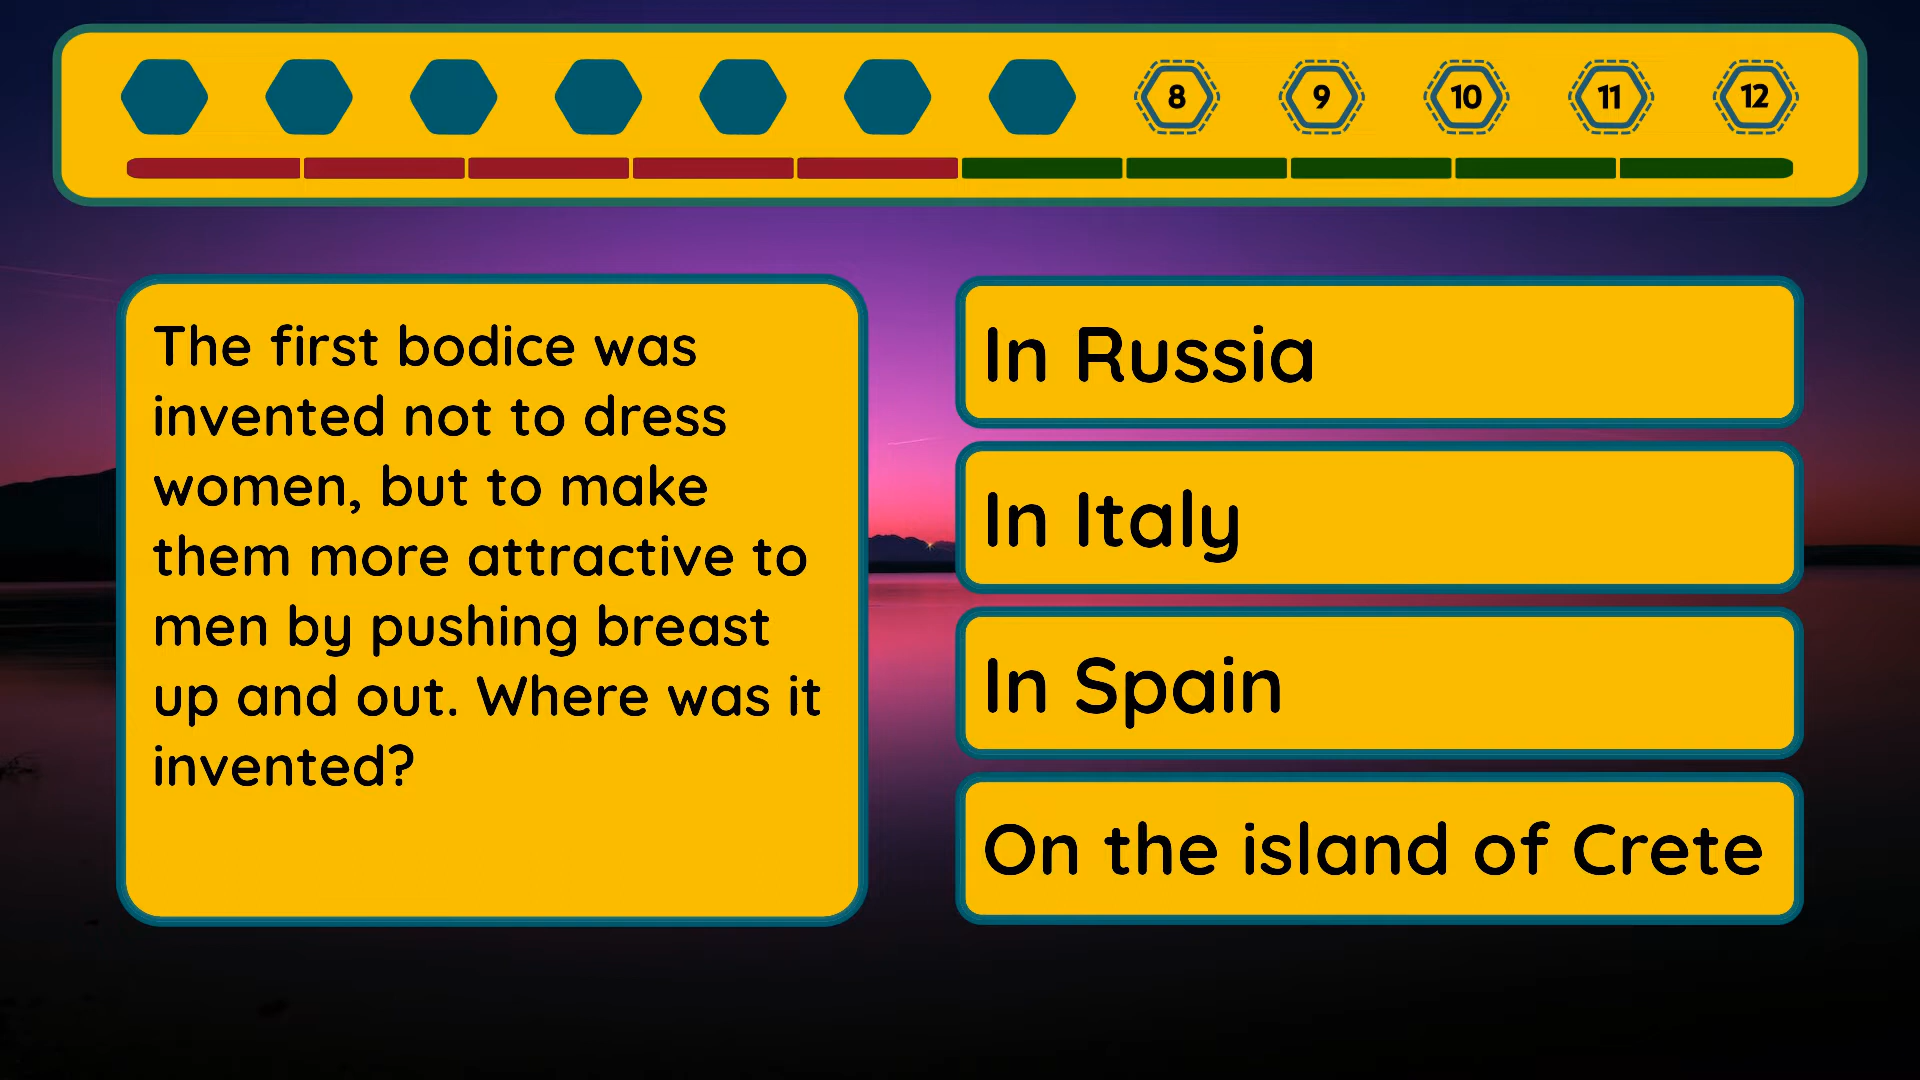 8 9 10 11 12
The first bodice was
invented not to dress
women, but to make
them more attractive to
men by pushing breast
up and out. Where was it
invented?
In Russia
In Italy
In Spain
On the island of Crete